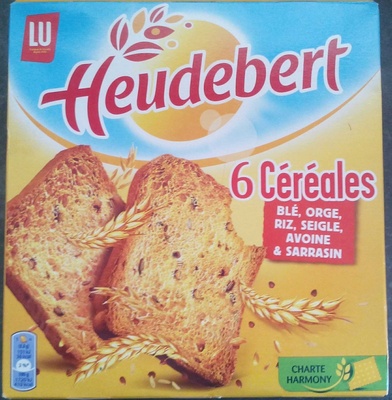 LU
Heudebert
6 Céréales
BLÉ, ORGE,
RIZ, SEIGLE,
AVOINE
& SARRASIN
CHARTE
HARMONY